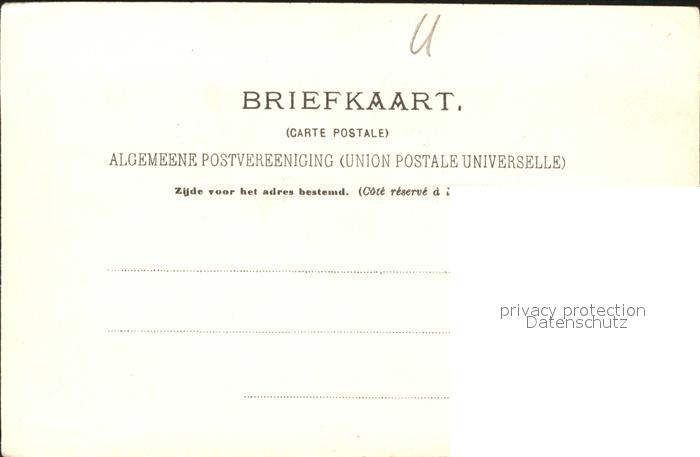 U
BRIEFKAART.
(CARTE POSTALE)
ALGEMEENE POSTVEREENIGING (UNION POSTALE UNIVERSELLE)
Zijde voor het adres bestemd. (Côté réservé à
privacy protection
Datenschutz